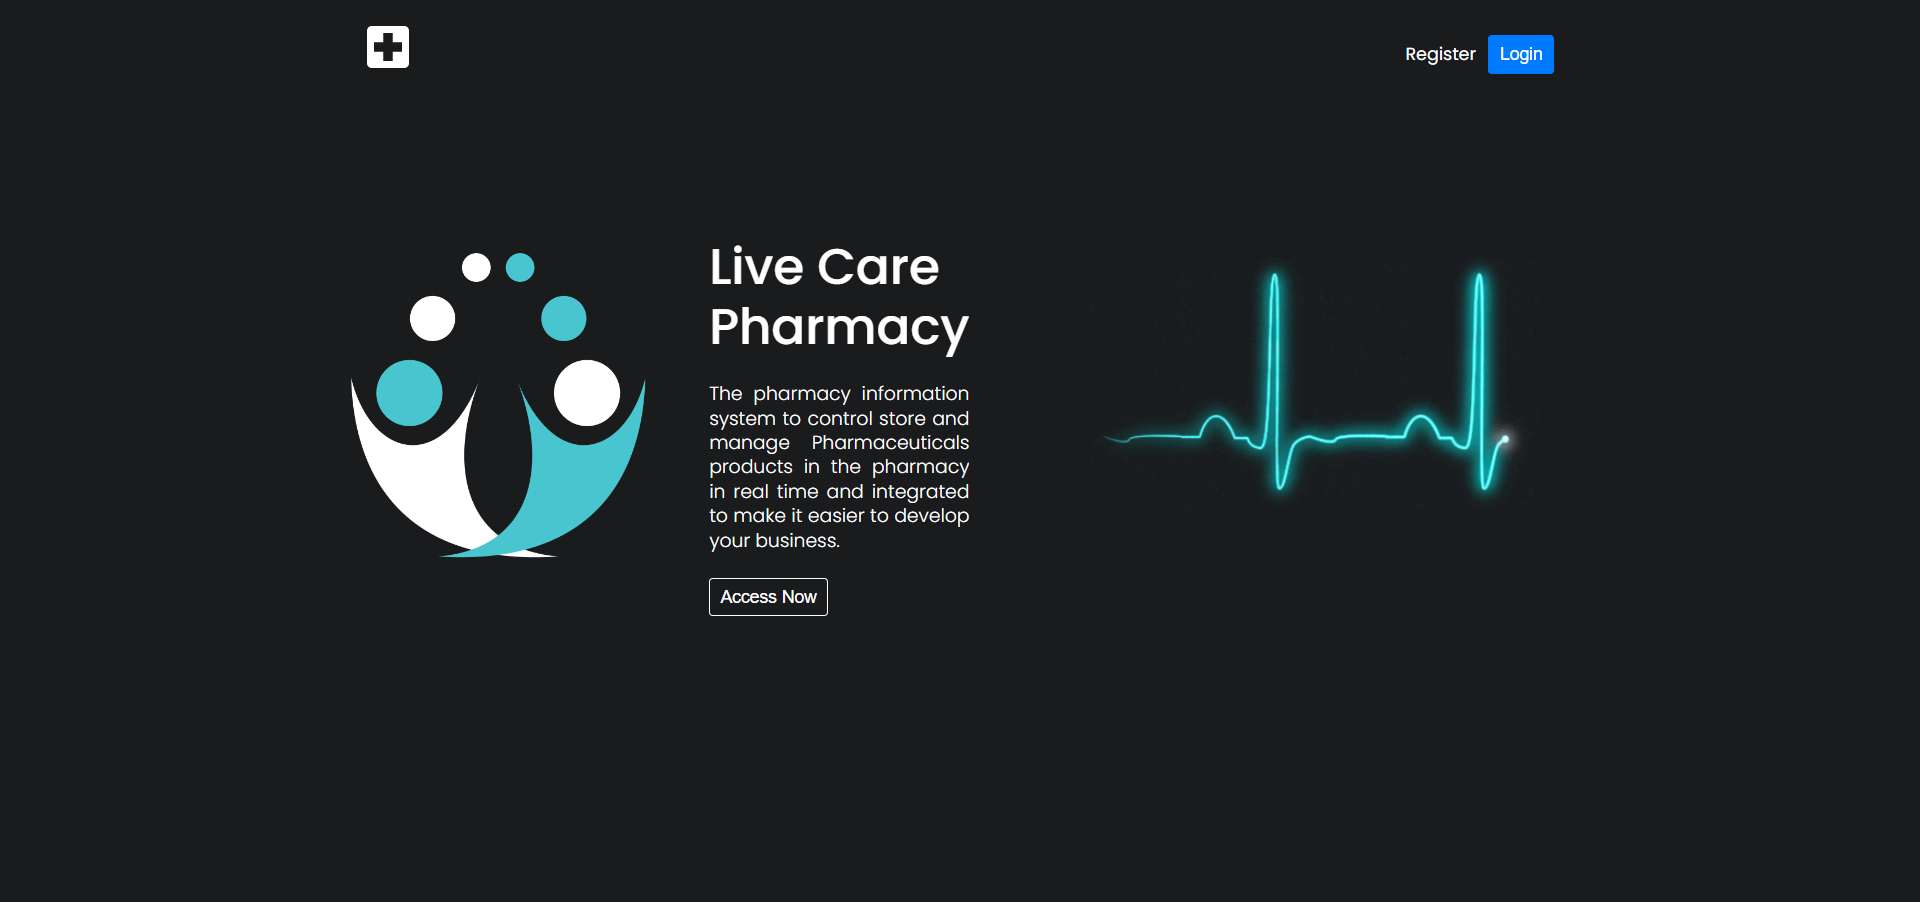 Register
Login
Live Care
Pharmacy
The pharmacy information
system to control store and
manage Pharmaceuticals
products in the pharmacy
in real time and integrated
to make it easier to develop
your business.
Access Now